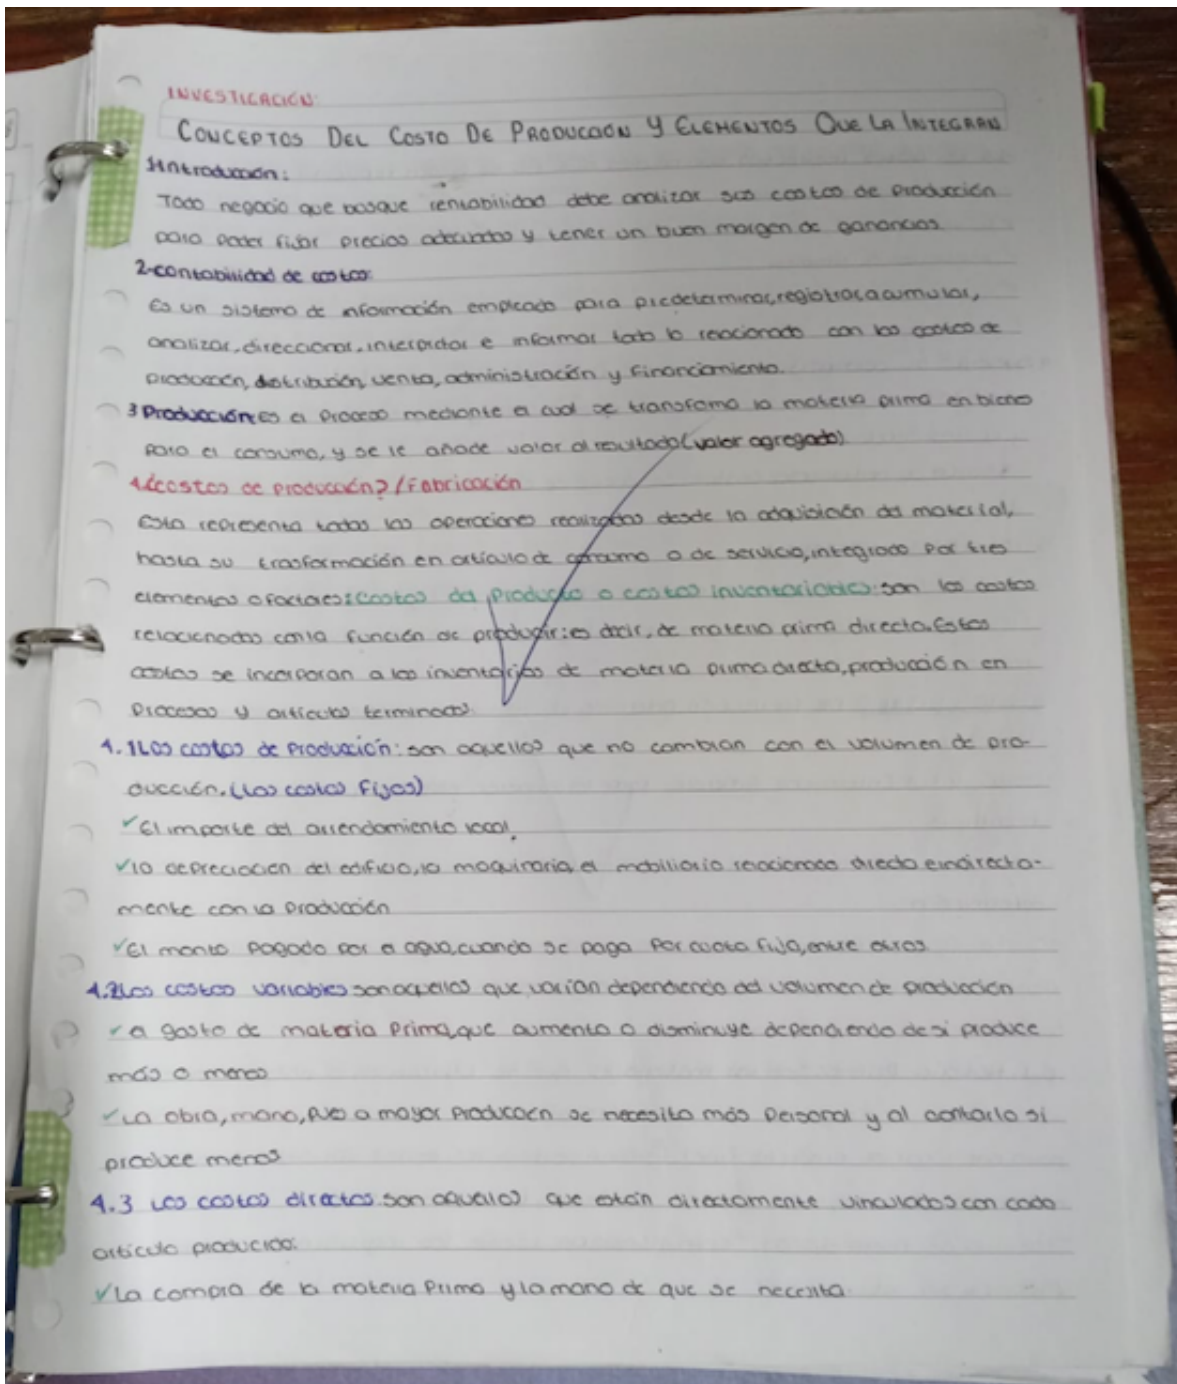 INVESTIGACIÓN:
CONCEPTOS DEL COSTO DE PRODUCCIÓN Y ELEMENTOS QUE LA INTEGRAN
1Introducción:
Todo negocio que busque rentabilidad debe analizar sus costos de producción
para poder fijar precios adecuados y tener un buen margen de ganancias.
2-contabilidad de costos:
Es un sistema de información empleado para predeterminar, registrar, acumular,
analizar, direccionar, interpretar e informar todo lo relacionado con los costos de
producción, distribución, venta, administración y financiamiento.
3 Producción: es el proceso mediante el cual se transforma la materia prima en bienes
para el consumo, y se le añade valor al resultado (valor agregado)
4.¿costos de producción? / Fabricación
Esta representa todas las operaciones realizadas desde la adquisición del material,
hasta su trasformación en artículo de consumo o de servicio, integrado por tres
elementos o factores: Costos del producto o costos inventariables: son los costos
relacionados con la función de producir: es decir, de materia prima directa. Estos
costos se incorporan a los inventarios de materia prima directa, producción en
procesos y artículos terminados.
4.1Los costos de producción: son aquellos que no cambian con el volumen de pro-
ducción. (Los costos fijos)
✓El importe del arrendamiento local.
✓la depreciación del edificio, la maquinaria, el mobiliario relacionado directa e indirecta-
mente con la producción
✓El monto pagado por el agua, cuando se paga por cuota fija, entre otros
4.2Los costos variables son aquellos que varían dependiendo del volumen de producción
✓el gasto de materia prima, que aumenta o disminuye dependiendo de si produce
más o menos
✓La obra, mano, pues a mayor producción se necesita más personal y al contario si
produce menos
4.3 Los costos directos son aquellos que están directamente vinculados con cada
artículo producido:
✓La compra de la materia prima y la mano de que se necesita.